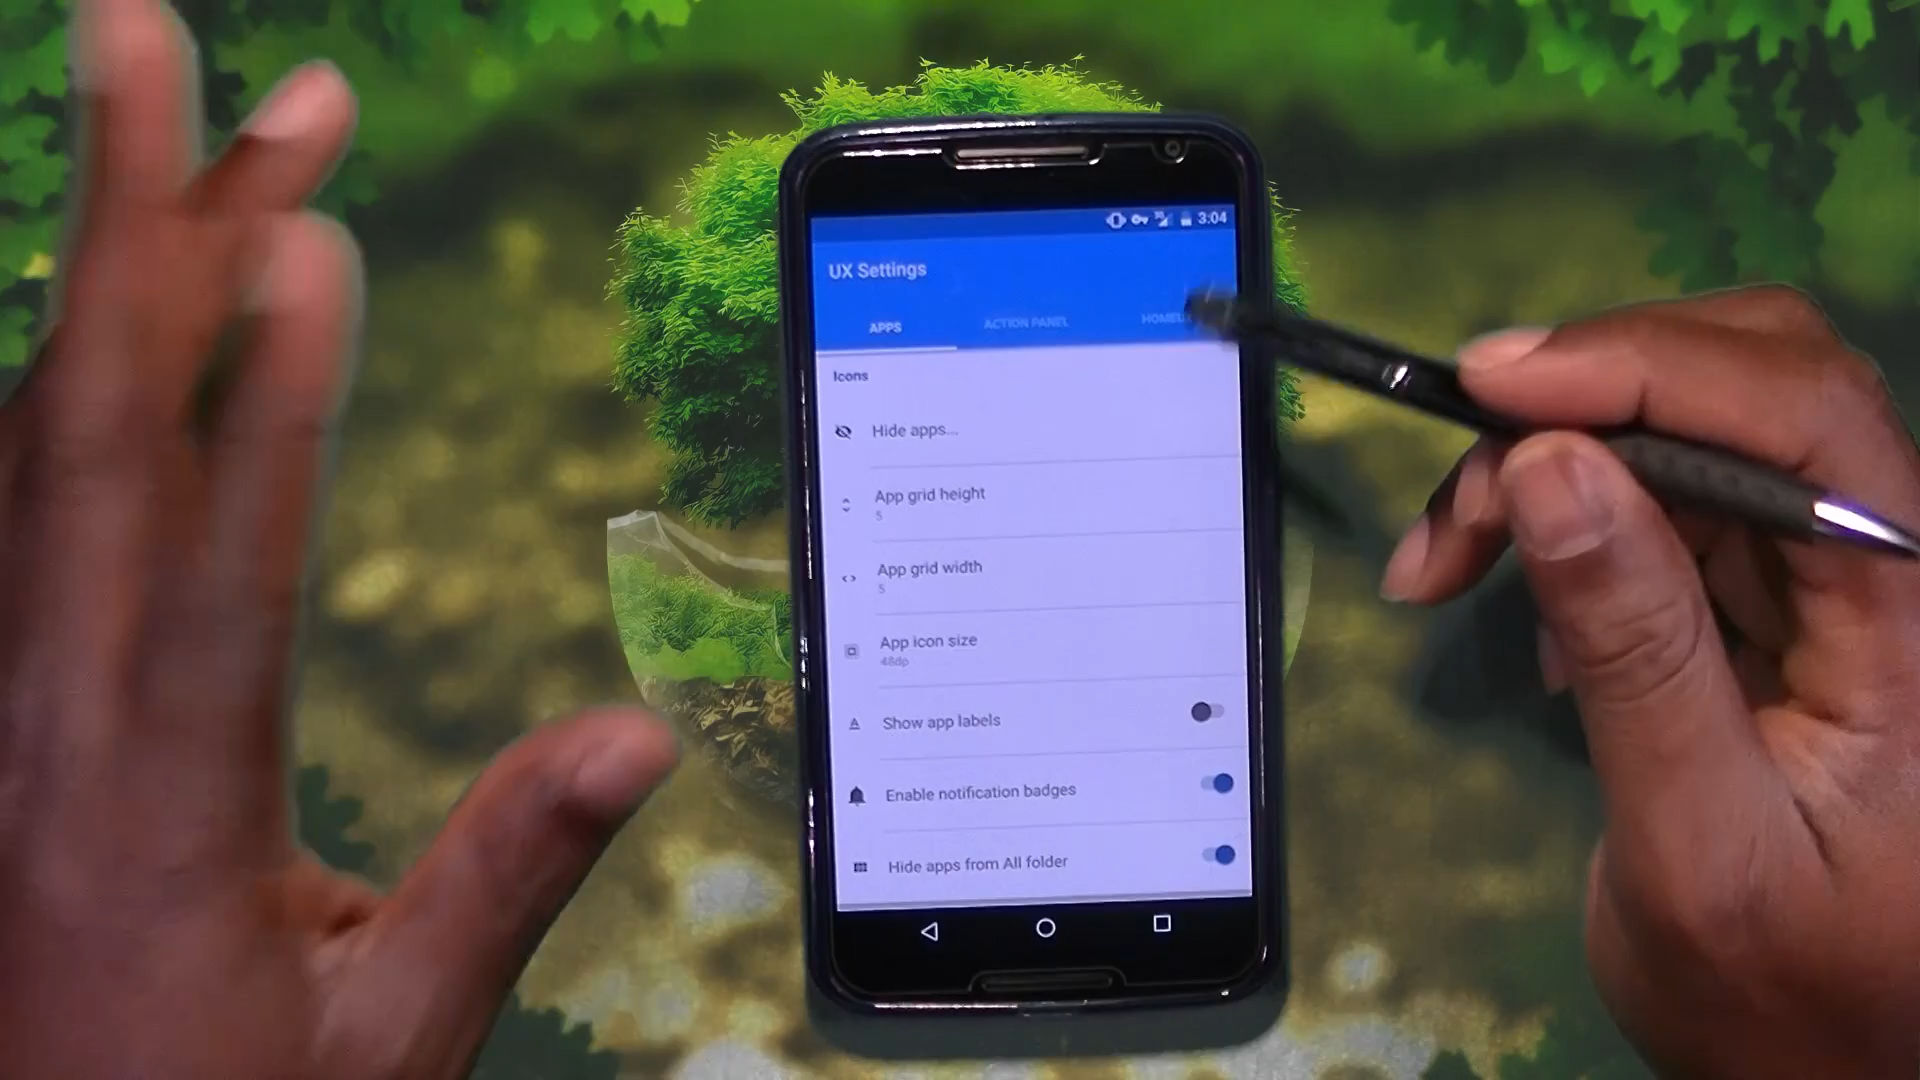 3:04
UX Settings
APPS ACTION PANEL
Icons
Hide apps...
App grid height
5
App grid width
5
App icon size
48dp
Show app labels
Enable notification badges
Hide apps from All folder